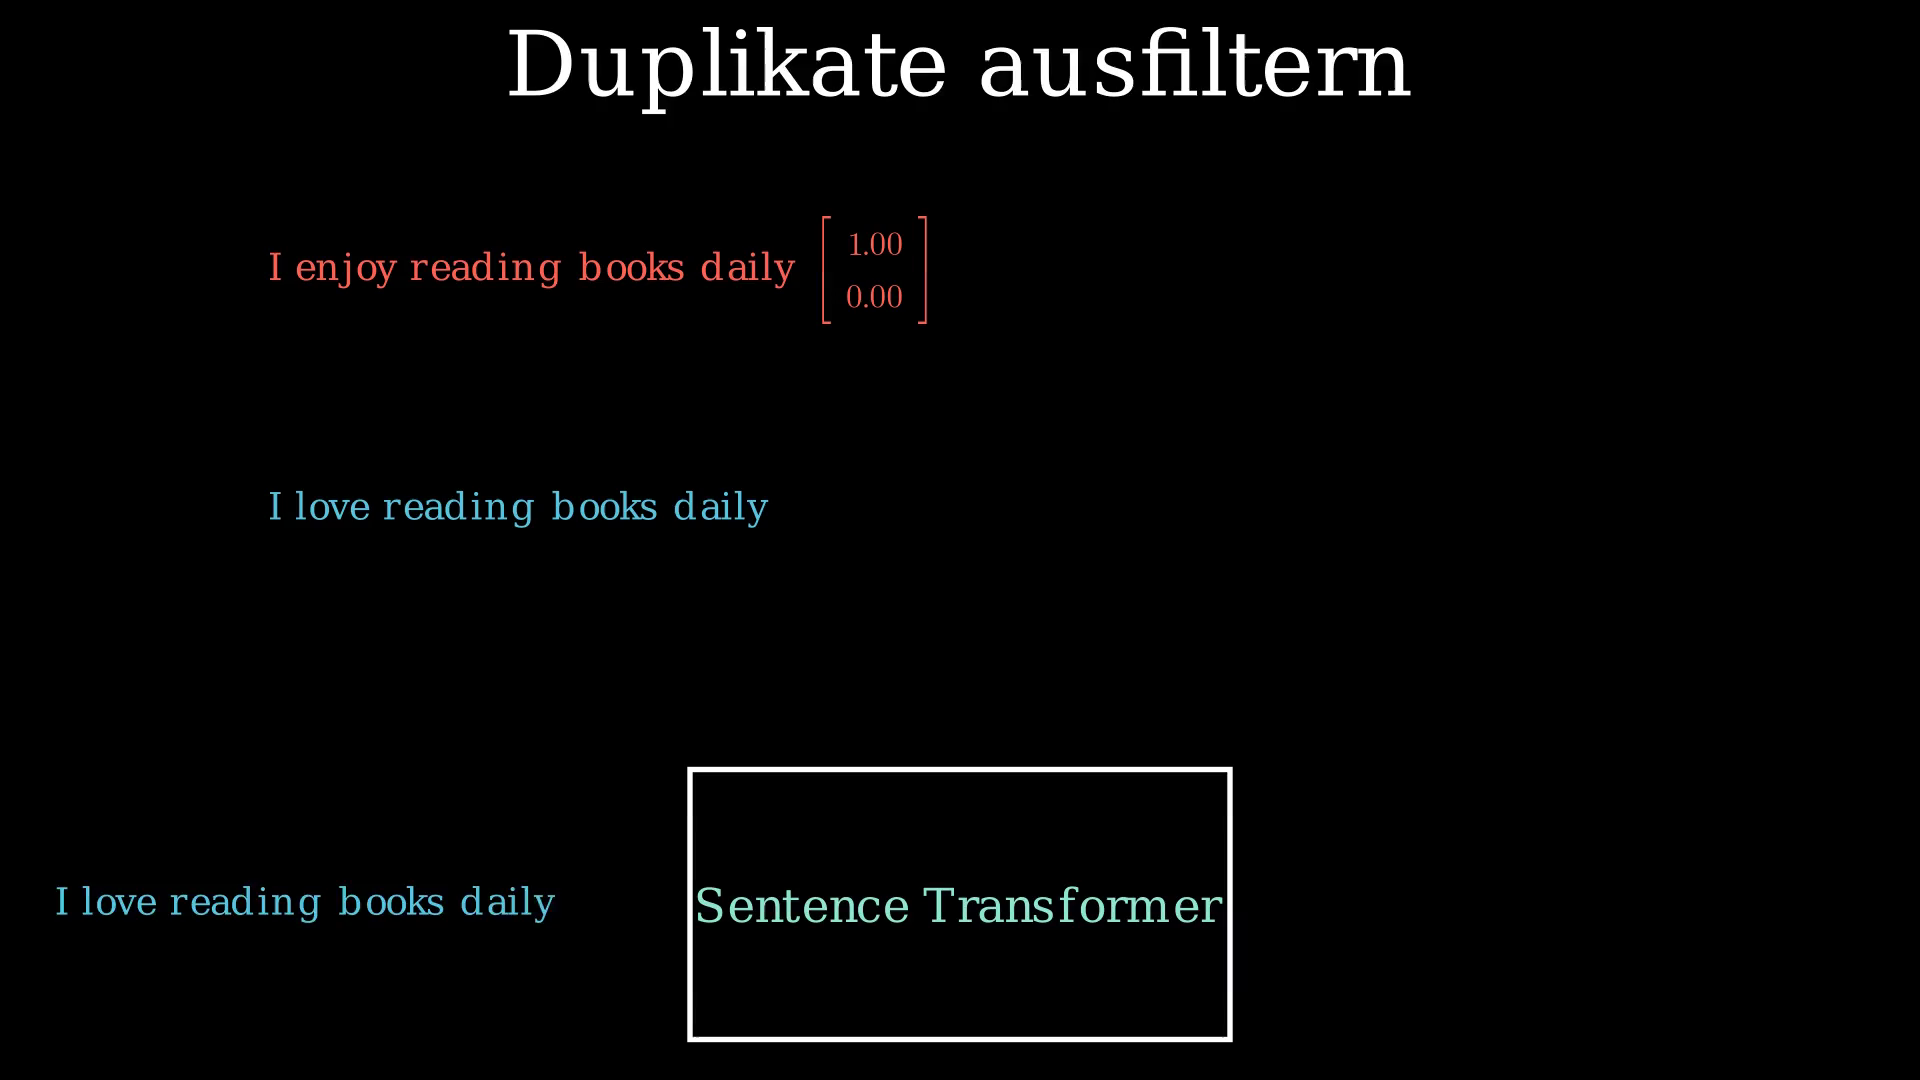 Duplikate ausfiltern
I enjoy reading books daily [1.00
0.00]
I love reading books daily
I love reading books daily
Sentence Transformer